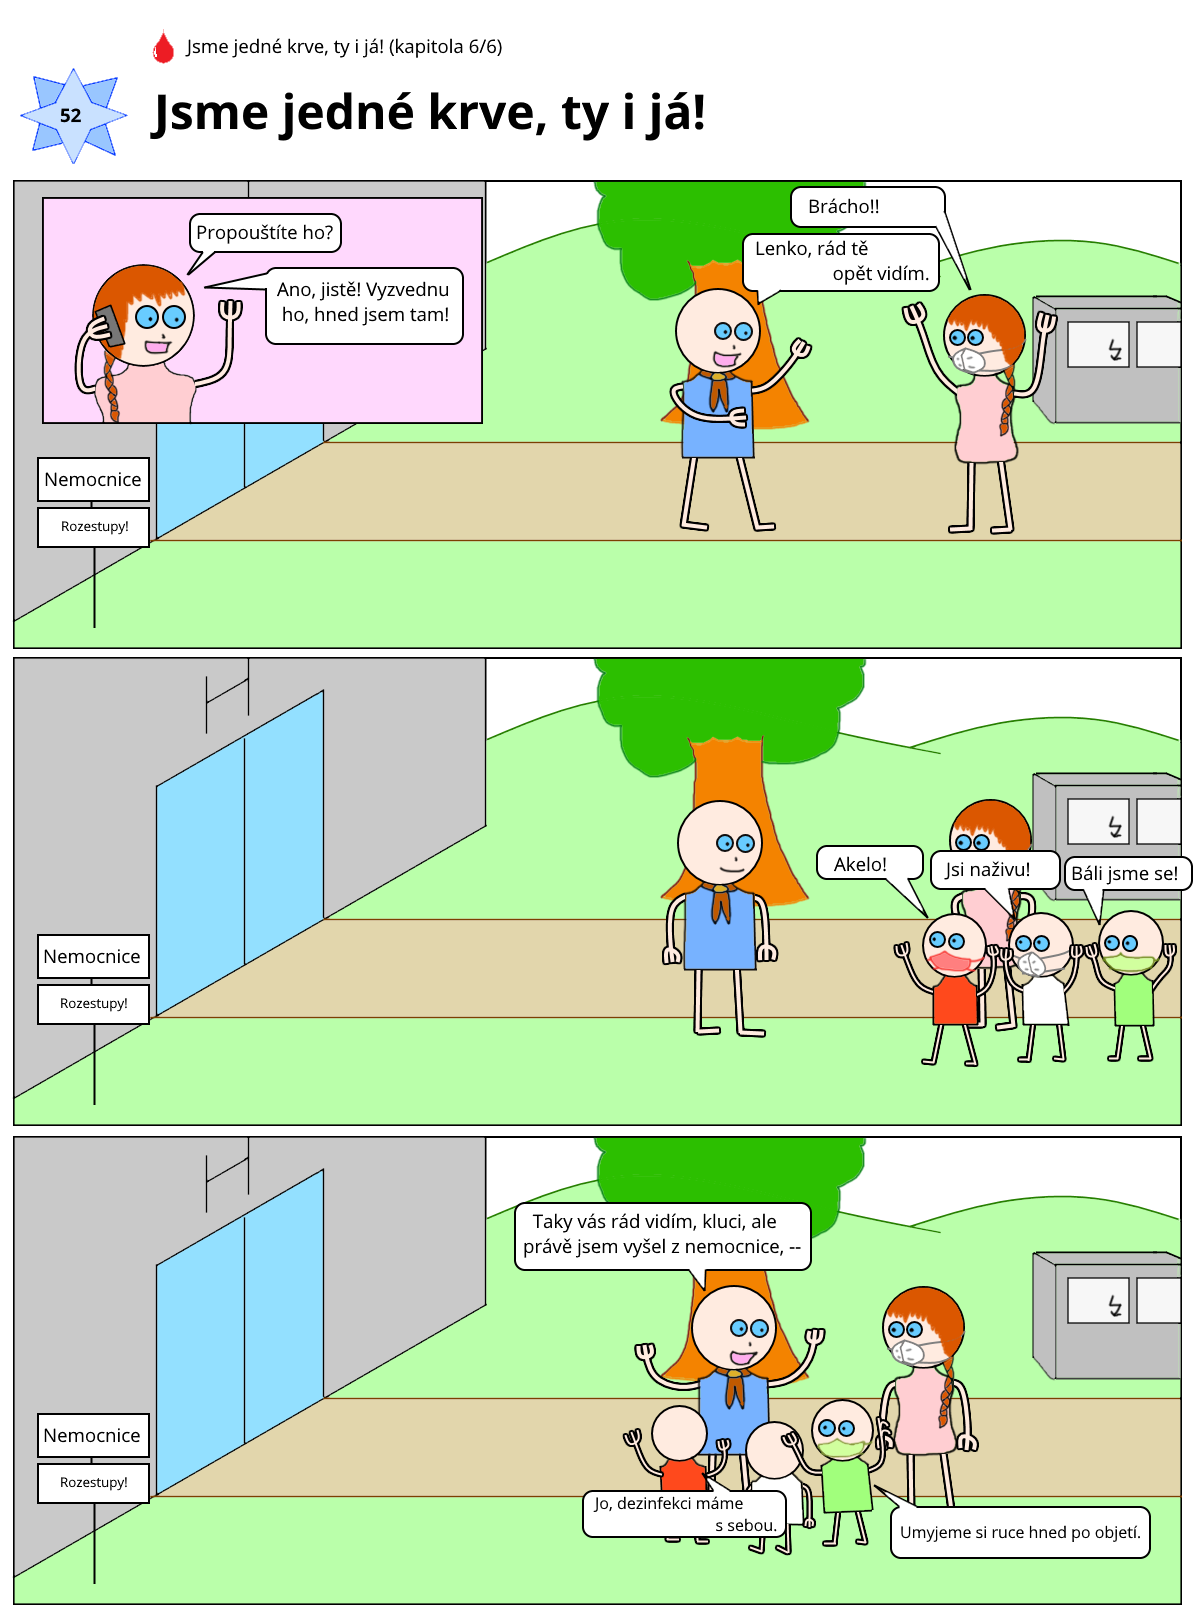 Jsme jedné krve, ty i já! (kapitola 6/6)
52
Jsme jedné krve, ty i já!
Propouštíte ho?
Ano, jistě! Vyzvednu
ho, hned jsem tam!
Brácho!!
Lenko, rád tě
opět vidím.
Nemocnice
Rozestupy!
H
Akelo!
Jsi naživu!
Báli jsme se!
Nemocnice
Rozestupy!
H
Taky vás rád vidím, kluci, ale
právě jsem vyšel z nemocnice, --
Nemocnice
Rozestupy!
Jo, dezinfekci máme
s sebou.
Umyjeme si ruce hned po objetí.